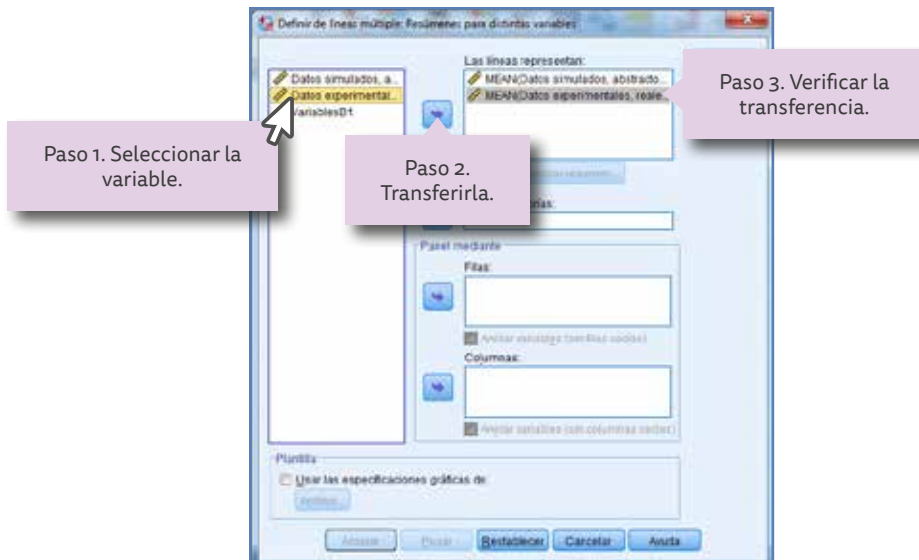 Definir de líneas múltiple: Resúmenes para distintas variables
Las líneas representan:
Datos simulados, a...
Datos experimental...
VariablesD1
MEAN(Datos simulados, abstracto...
MEAN(Datos experimentales, reale...
Paso 1. Seleccionar la
variable.
Paso 2.
Transferirla.
Paso 3. Verificar la
transferencia.
Panel mediante
Filas:
Columnas:
Plantilla
Usar las especificaciones gráficas de:
Restablecer
Cancelar
Ayuda